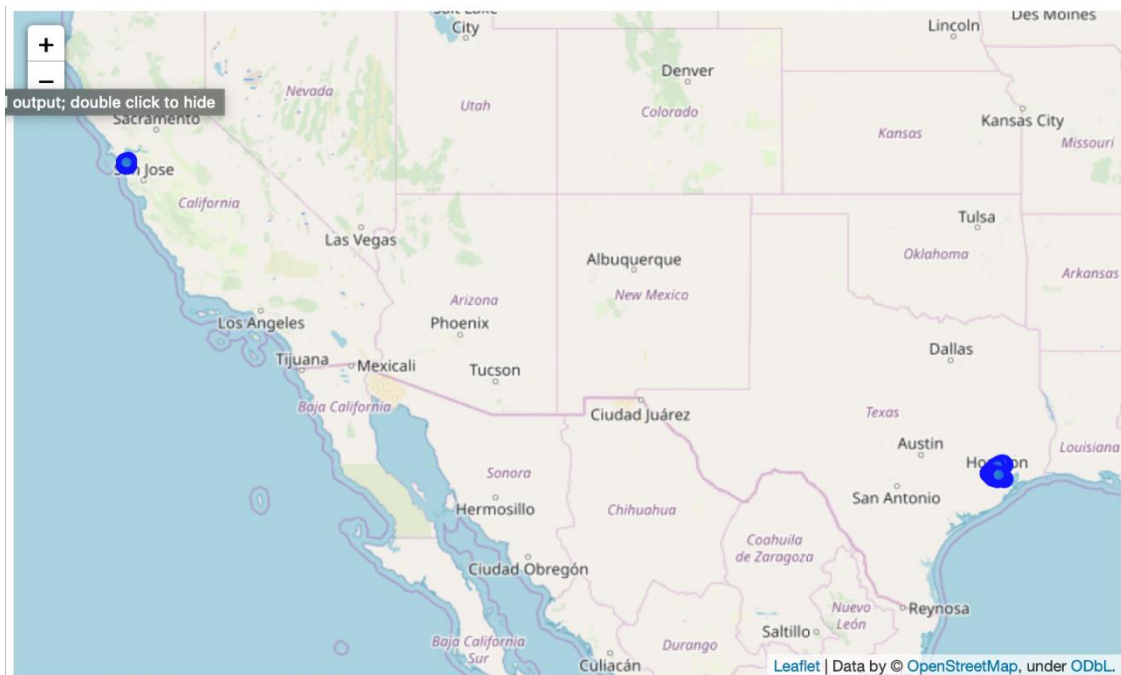 Salt Lake
City
Des Moines
Lincoln
+
−
Denver
Nevada
Utah
Colorado
Kansas City
l output; double click to hide
Sacramento
Kansas
Missouri
San Jose
California
Tulsa
Las Vegas
Oklahoma
Albuquerque
Arkansas
New Mexico
Arizona
Los Angeles
Phoenix
Dallas
Tijuana
Mexicali
Tucson
Baja California
Ciudad Juárez
Texas
Austin
Louisiana
Houston
Sonora
San Antonio
Hermosillo
Chihuahua
Coahuila
de Zaragoza
Ciudad Obregón
Nuevo
León
Reynosa
Saltillo
Baja California
Sur
Durango
Culiacán
Leaflet | Data by © OpenStreetMap, under ODbL.